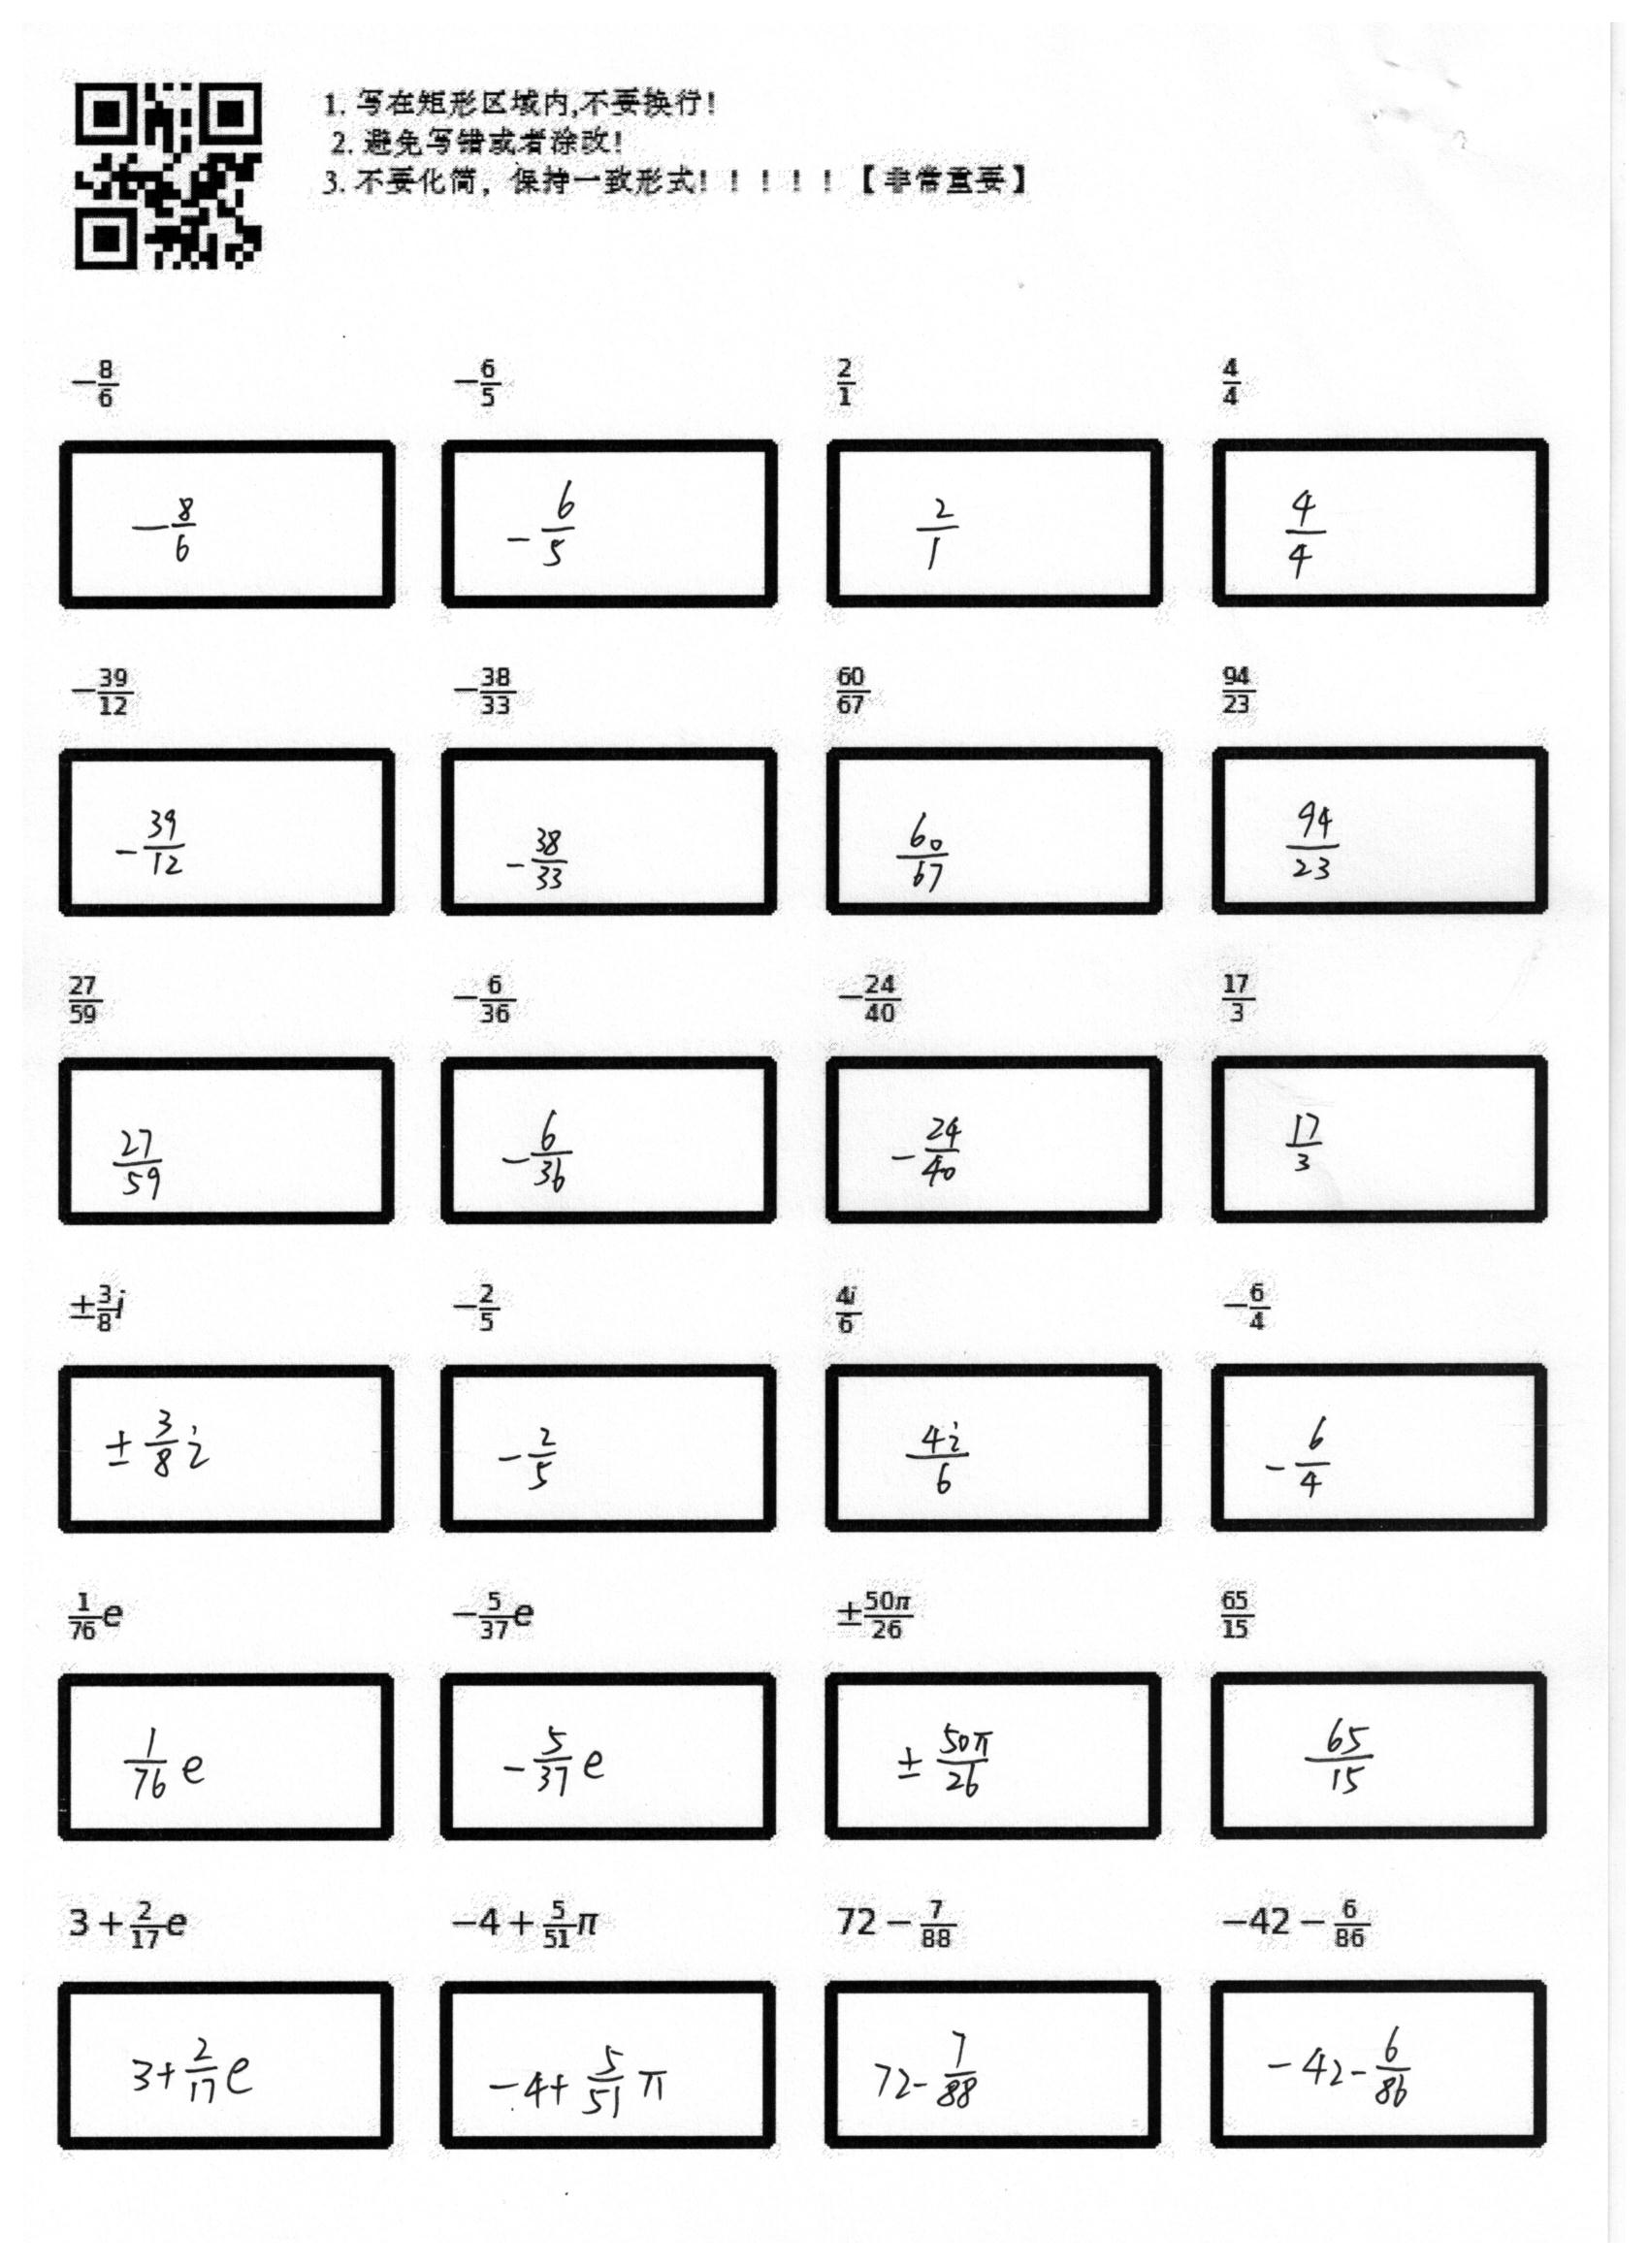 1. 写在矩形区域内,不要换行!
2. 避免写错或者涂改!
3. 不要化简，保持一致形式！！！！！【非常重要】
$-\frac{8}{6}$ $-\frac{6}{5}$ $\frac{2}{1}$ $\frac{4}{4}$
$-\frac{8}{6}$ $-\frac{6}{5}$ $\frac{2}{1}$ $\frac{4}{4}$
$-\frac{39}{12}$ $-\frac{38}{33}$ $\frac{60}{67}$ $\frac{94}{23}$
$-\frac{39}{12}$ $-\frac{38}{33}$ $\frac{60}{67}$ $\frac{94}{23}$
$\frac{27}{59}$ $-\frac{6}{36}$ $-\frac{24}{40}$ $\frac{17}{3}$
$\frac{27}{59}$ $-\frac{6}{36}$ $-\frac{24}{40}$ $\frac{17}{3}$
$\pm\frac{3}{8}i$ $-\frac{2}{5}$ $\frac{4i}{6}$ $-\frac{6}{4}$
$\pm\frac{3}{8}i$ $-\frac{2}{5}$ $\frac{4i}{6}$ $-\frac{6}{4}$
$\frac{1}{76}e$ $-\frac{5}{37}e$ $\pm\frac{50\pi}{26}$ $\frac{65}{15}$
$\frac{1}{76}e$ $-\frac{5}{37}e$ $\pm\frac{50\pi}{26}$ $\frac{65}{15}$
$3+\frac{2}{17}e$ $-4+\frac{5}{51}\pi$ $72-\frac{7}{88}$ $-42-\frac{6}{86}$
$3+\frac{2}{17}e$ $-4+\frac{5}{51}\pi$ $72-\frac{7}{88}$ $-42-\frac{6}{86}$